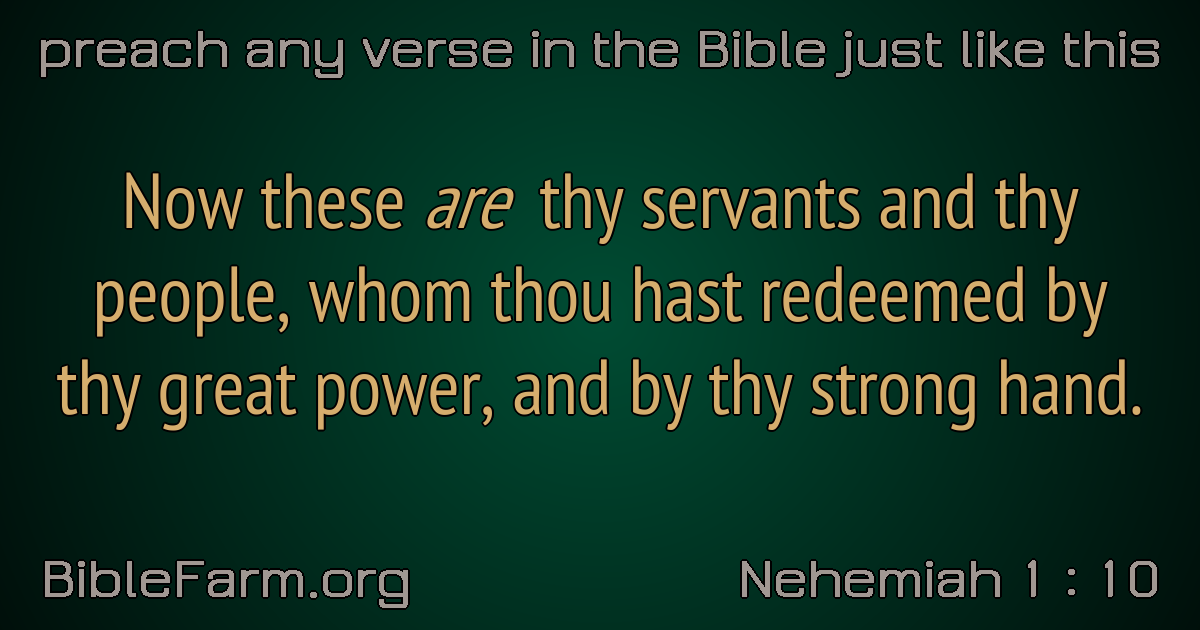 preach any verse in the Bible just like this
Now these are thy servants and thy
people, whom thou hast redeemed by
thy great power, and by thy strong hand.
BibleFarm.org
Nehemiah 1 : 10